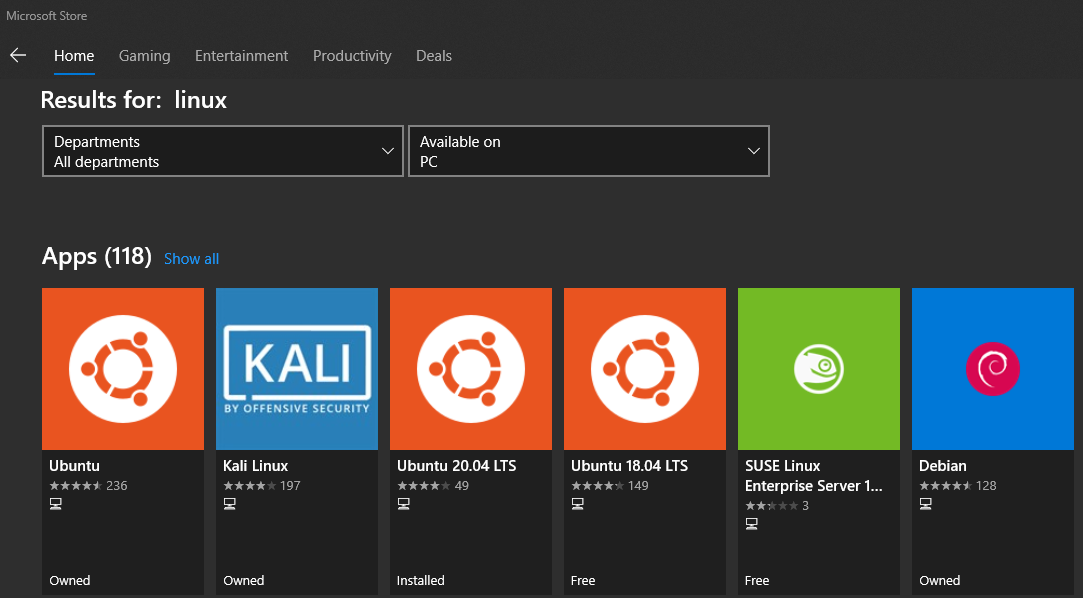 Microsoft Store
Home Gaming Entertainment Productivity Deals
Results for: linux
Departments
All departments
Available on
PC
Apps (118) Show all
KALI
BY OFFENSIVE SECURITY
Ubuntu
236
Owned
Kali Linux
197
Owned
Ubuntu 20.04 LTS
49
Installed
Ubuntu 18.04 LTS
149
Free
SUSE Linux
Enterprise Server 1...
3
Free
Debian
128
Owned